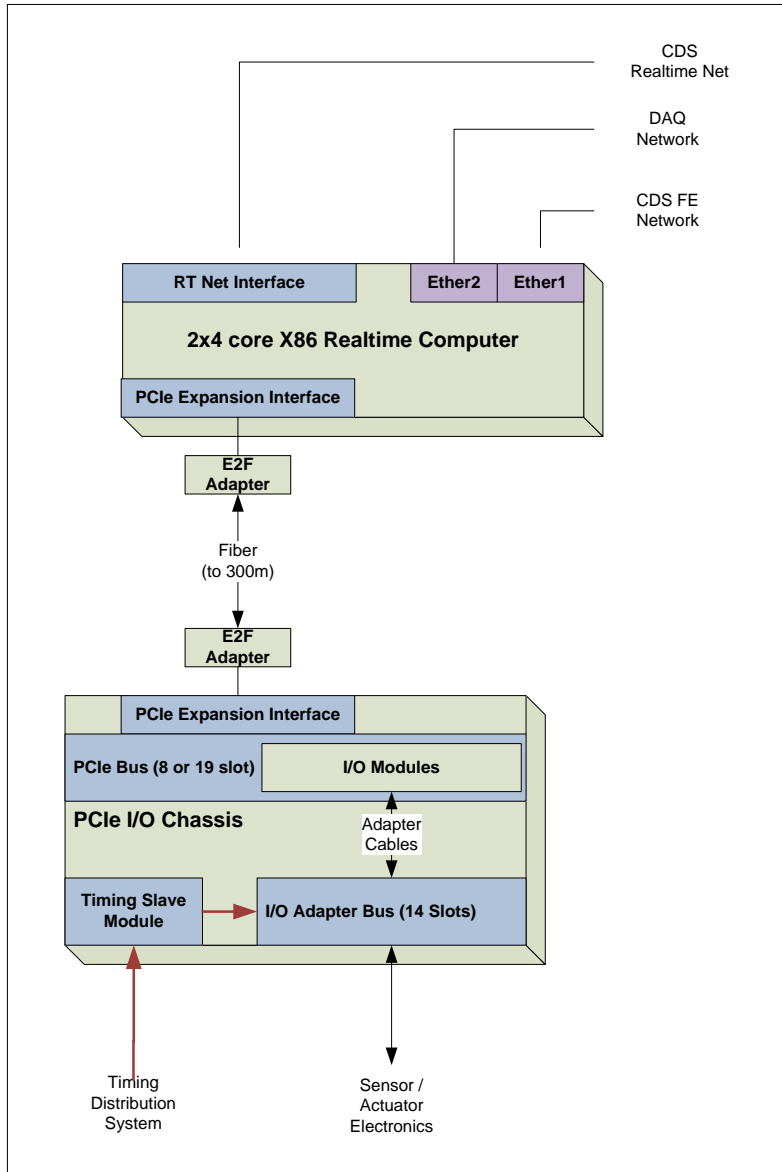 CDS
Realtime Net
DAQ
Network
CDS FE
Network
RT Net Interface
Ether2
Ether1
2x4 core X86 Realtime Computer
PCIe Expansion Interface
E2F
Adapter
Fiber
(to 300m)
E2F
Adapter
PCIe Expansion Interface
PCIe Bus (8 or 19 slot)
I/O Modules
PCIe I/O Chassis
Adapter
Cables
Timing Slave
Module
I/O Adapter Bus (14 Slots)
Timing
Distribution
System
Sensor /
Actuator
Electronics